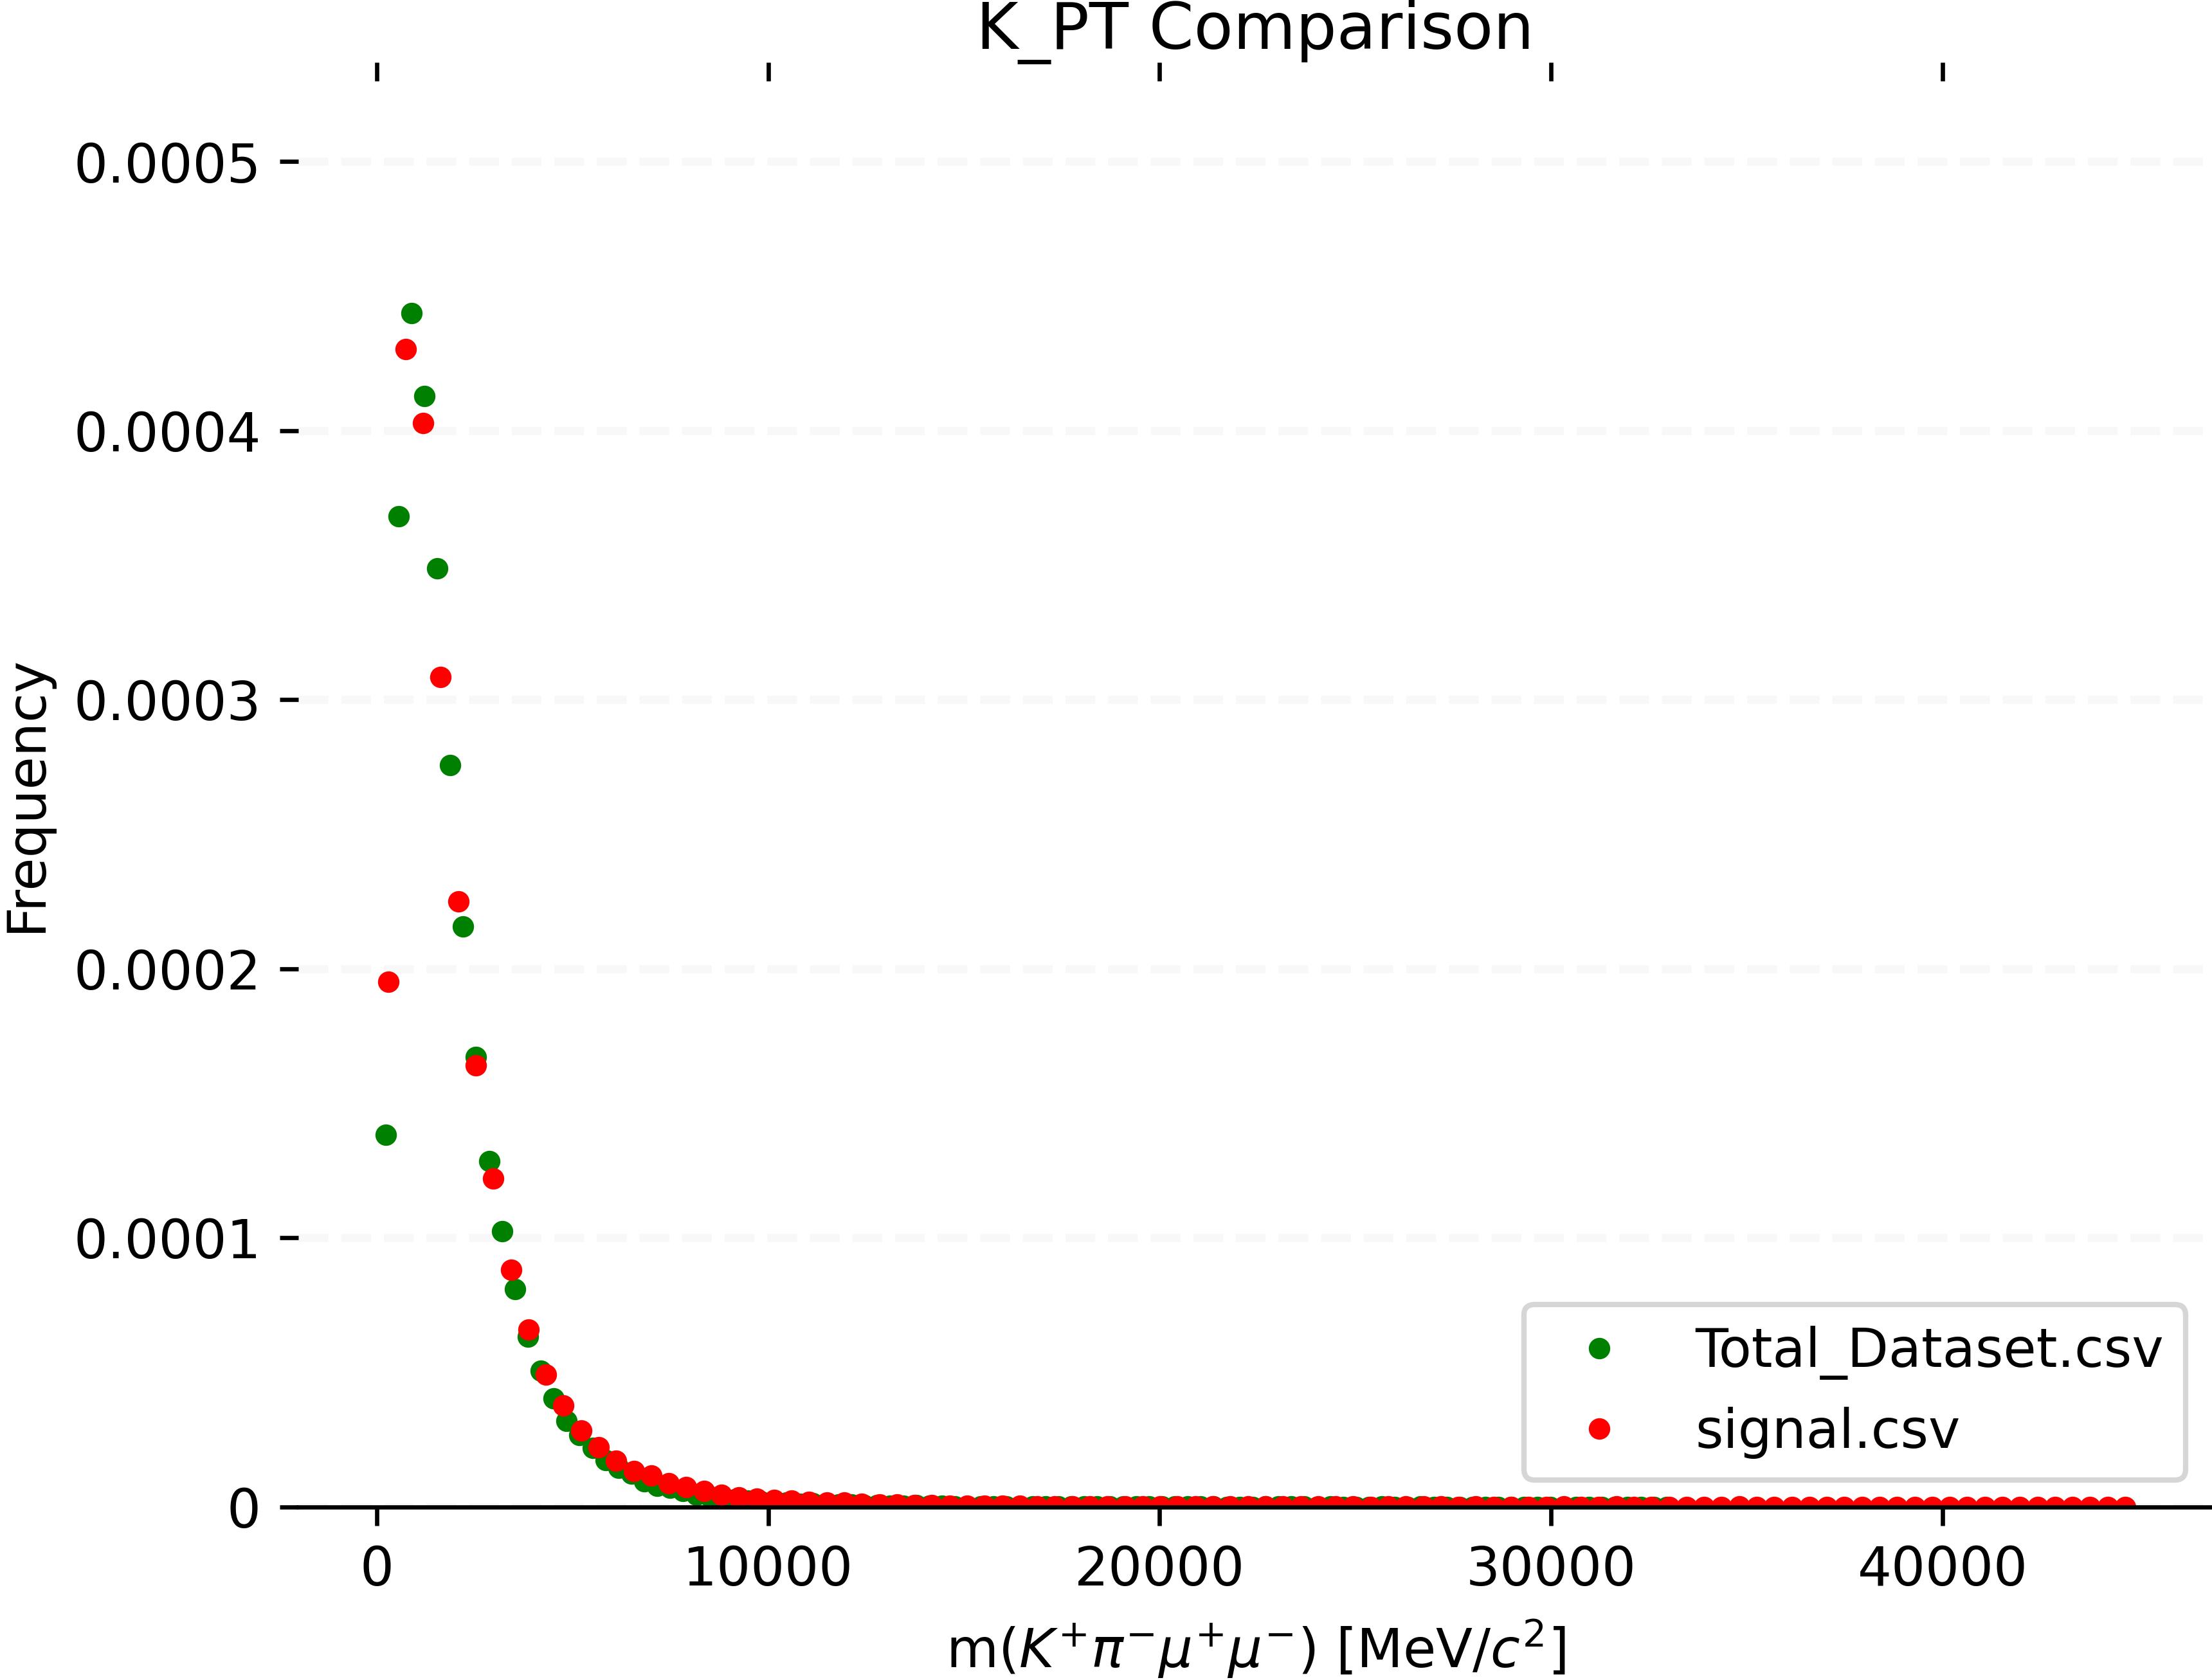 K_PT Comparison
0.0005
0.0004
0.0003
0.0002
0.0001
0
Frequency
0 10000 20000 30000 40000
m(K⁺π⁻μ⁺μ⁻) [MeV/c²]
Total_Dataset.csv
signal.csv